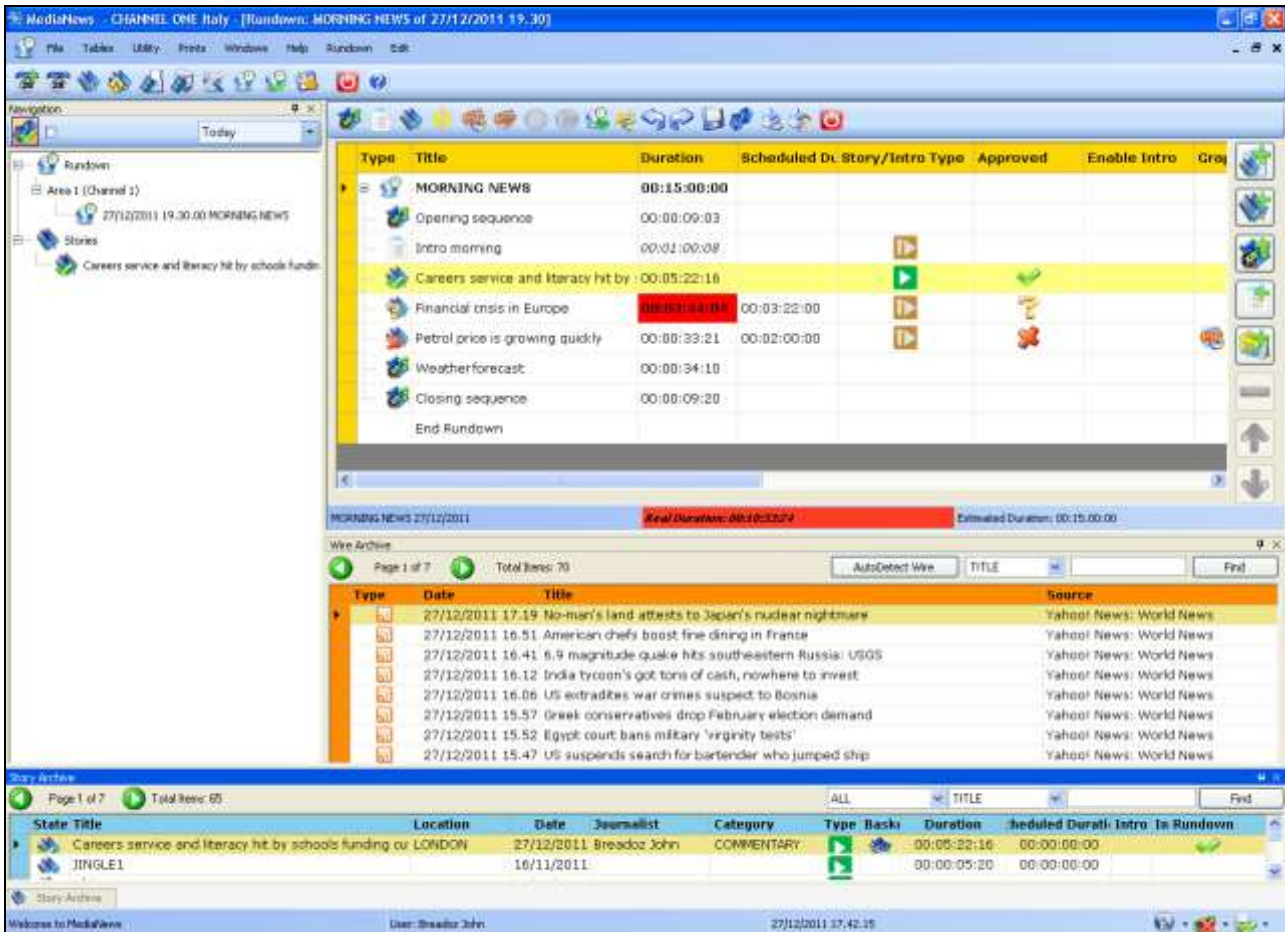 MediaNews - CHANNEL ONE Italy - [Rundown: MORNING NEWS of 27/12/2011 19.30]
File Tables Utility Prints Windows Help Rundown Edit
Navigation
Today
Rundown
Area 1 (Channel 1)
27/12/2011 19.30.00 MORNING NEWS
Stories
Careers service and literacy hit by schools fundin
Type Title Duration Scheduled Du Story/Intro Type Approved Enable Intro Grap
MORNING NEWS 00:15:00:00
Opening sequence 00:00:09:03
Intro morning 00:01:00:08
Careers service and literacy hit by 00:05:22:16
Financial crisis in Europe 00:03:22:00
Petrol price is growing quickly 00:00:33:21 00:02:00:00
Weatherforecast 00:00:34:10
Closing sequence 00:00:09:20
End Rundown
MORNING NEWS 27/12/2011 Real Duration: Estimated Duration: 00:15:00:00
Wire Archive
Page 1 of 7 Total Items: 70 AutoDetect Wire TITLE Find
Type Date Title Source
27/12/2011 17.19 No-man's land attests to Japan's nuclear nightmare Yahoo! News: World News
27/12/2011 16.51 American chefs boost fine dining in France Yahoo! News: World News
27/12/2011 16.41 6.9 magnitude quake hits southeastern Russia: USGS Yahoo! News: World News
27/12/2011 16.12 India tycoon's got tons of cash, nowhere to invest Yahoo! News: World News
27/12/2011 16.06 US extradites war crimes suspect to Bosnia Yahoo! News: World News
27/12/2011 15.57 Greek conservatives drop February election demand Yahoo! News: World News
27/12/2011 15.52 Egypt court bans military 'virginity tests' Yahoo! News: World News
27/12/2011 15.47 US suspends search for bartender who jumped ship Yahoo! News: World News
Story Archive
Page 1 of 7 Total Items: 65 ALL TITLE Find
State Title Location Date Journalist Category Type Baske Duration cheduled Durati Intro In Rundown
Careers service and literacy hit by schools funding cu LONDON 27/12/2011 Breadoz John COMMENTARY 00:05:22:16 00:00:00:00
JINGLE1 16/11/2011 00:00:05:20 00:00:00:00
Story Archive
Welcome to MediaNews User: Breadoz John 27/12/2011 17.42.15